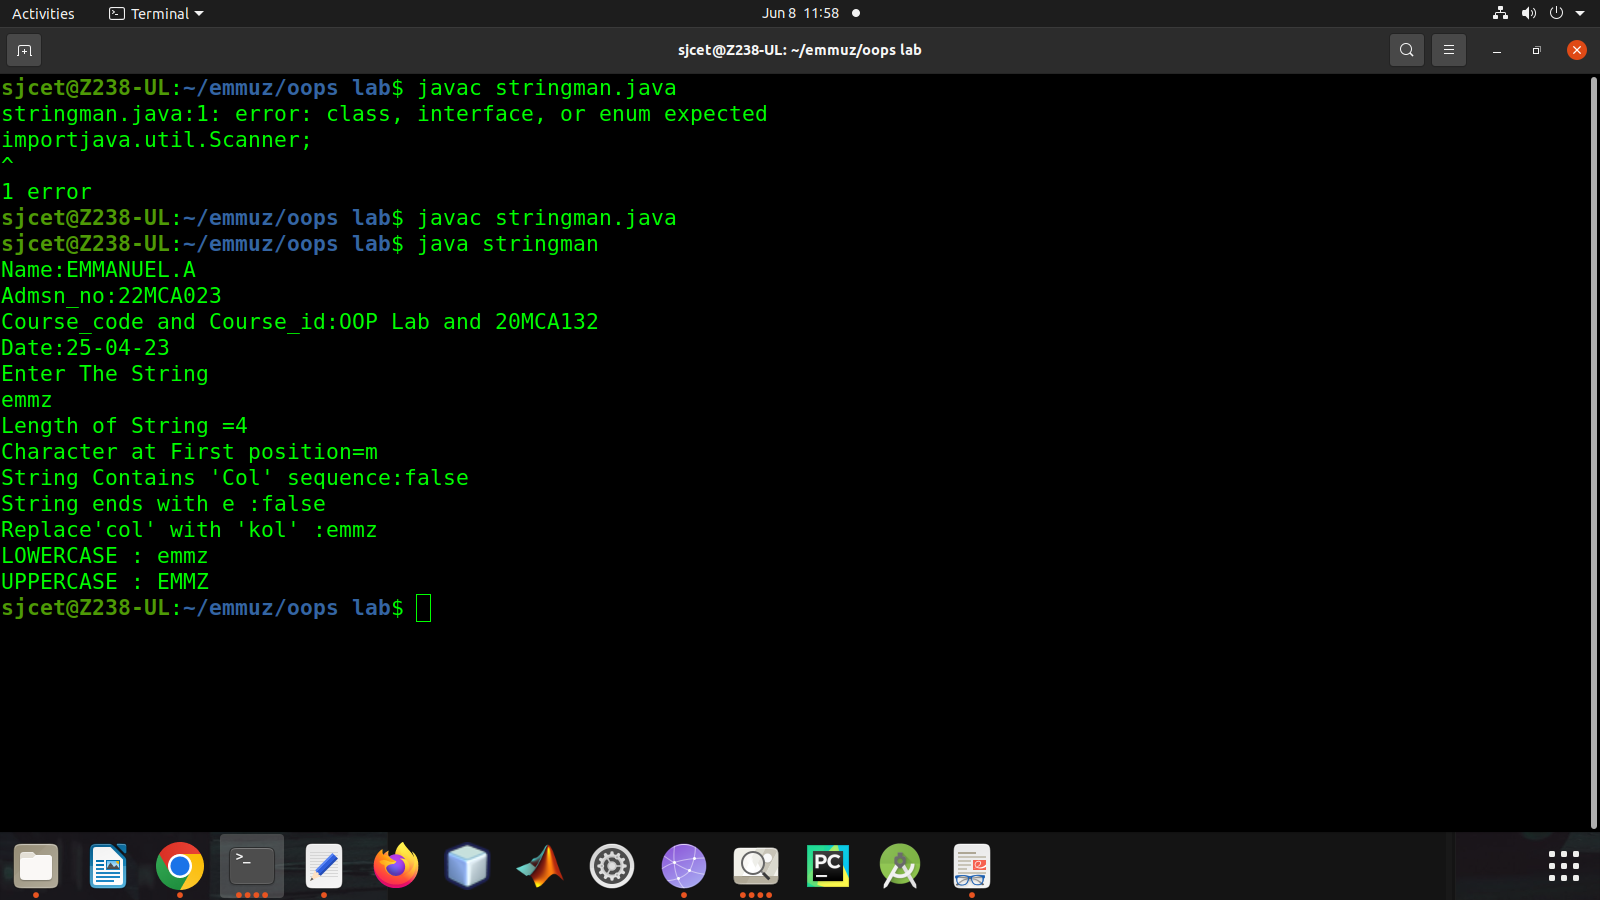 Activities
Terminal
Jun 8 11:58
sjcet@Z238-UL: ~/emmuz/oops lab
sjcet@Z238-UL:~/emmuz/oops lab$ javac stringman.java
stringman.java:1: error: class, interface, or enum expected
importjava.util.Scanner;
^
1 error
sjcet@Z238-UL:~/emmuz/oops lab$ javac stringman.java
sjcet@Z238-UL:~/emmuz/oops lab$ java stringman
Name:EMMANUEL.A
Admsn_no:22MCA023
Course_code and Course_id:OOP Lab and 20MCA132
Date:25-04-23
Enter The String
emmz
Length of String =4
Character at First position=m
String Contains 'Col' sequence:false
String ends with e :false
Replace'col' with 'kol' :emmz
LOWERCASE : emmz
UPPERCASE : EMMZ
sjcet@Z238-UL:~/emmuz/oops lab$
>_
PC